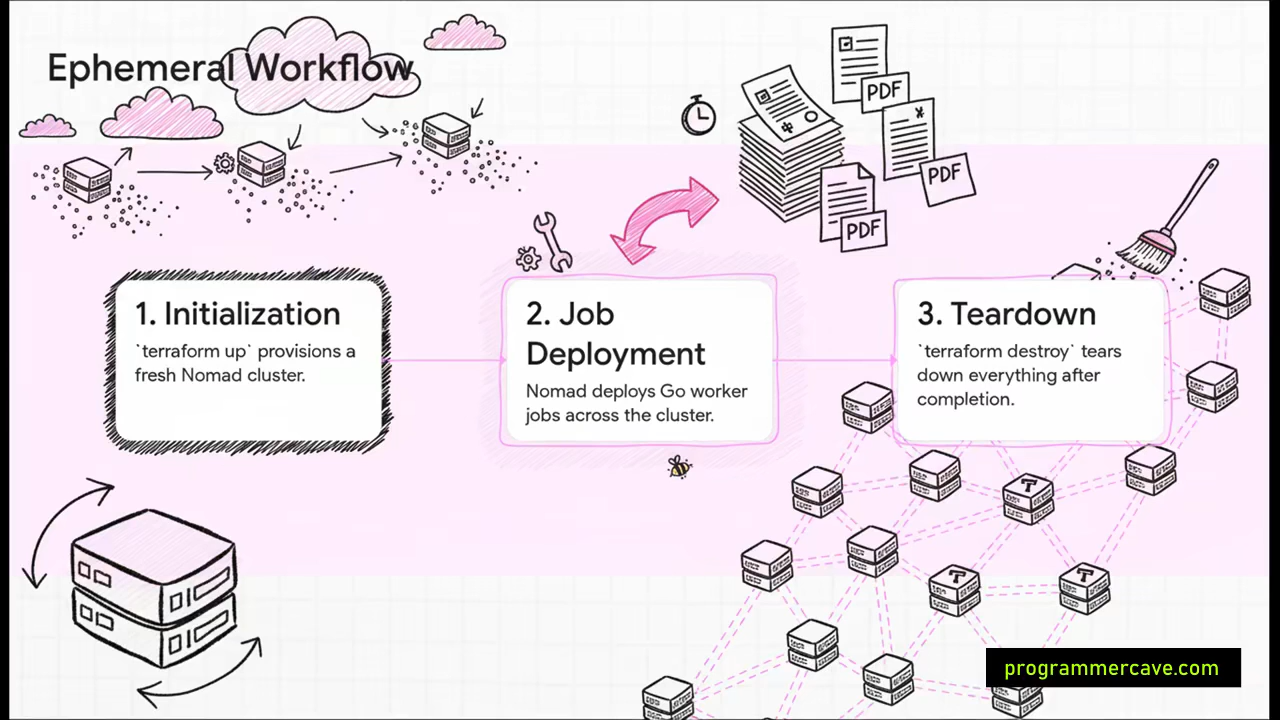 Ephemeral Workflow
PDF
PDF
PDF
1. Initialization
`terraform up` provisions a
fresh Nomad cluster.
2. Job
Deployment
Nomad deploys Go worker
jobs across the cluster.
3. Teardown
`terraform destroy` tears
down everything after
completion.
programmercave.com